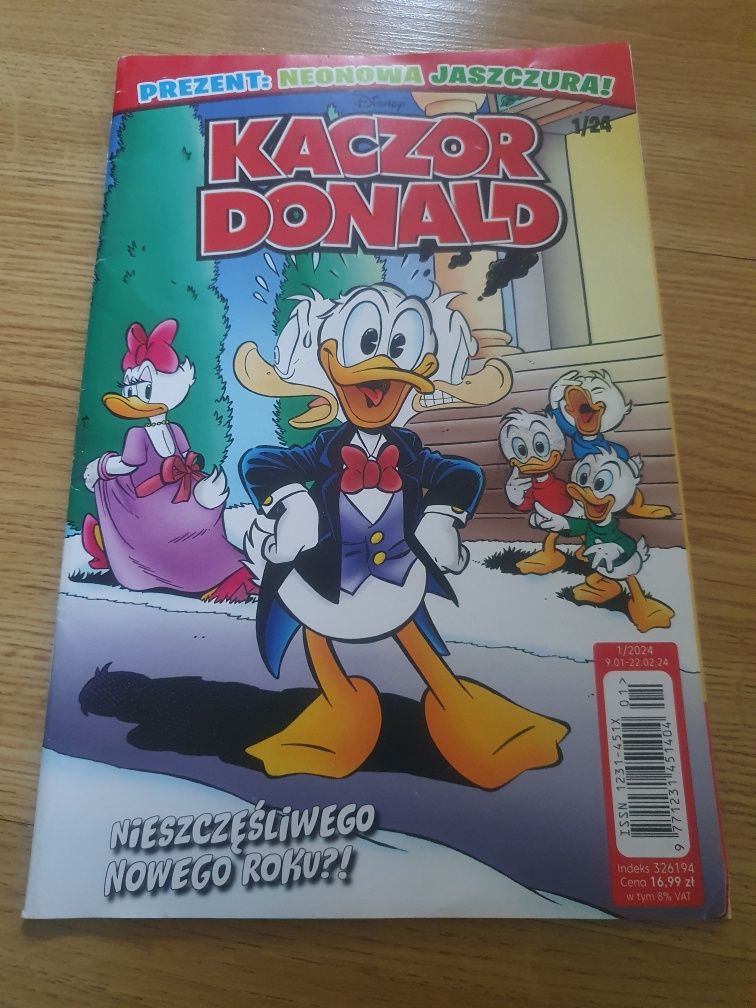 PREZENT: NEONOWA JASZCZURA!
Disney
1/24
KACZOR
DONALD
1/2024
9.01-22.02.24
ISSN 1231-451X
01>
9 771231 451404
Indeks 326194
Cena 16,99 zł
w tym 8% VAT
NIESZCZĘŚLIWEGO
NOWEGO ROKU?!